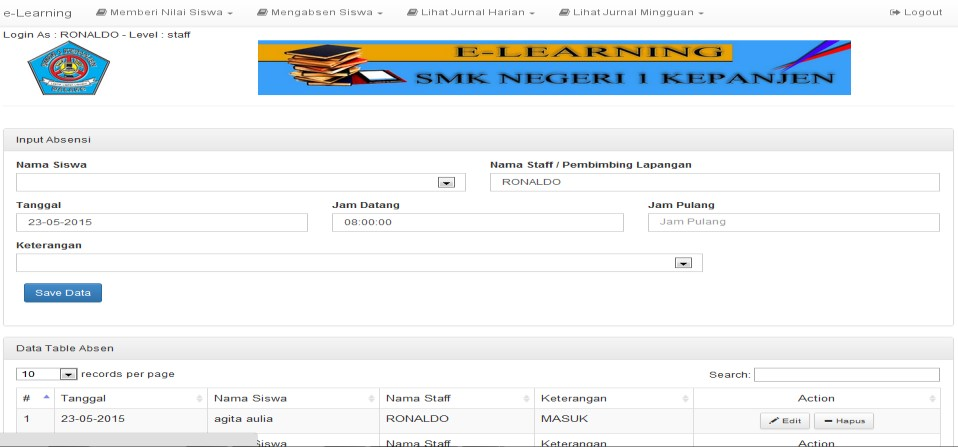 e-Learning Memberi Nilai Siswa Mengabsen Siswa Lihat Jurnal Harian Lihat Jurnal Mingguan Logout
Login As : RONALDO - Level : staff
E-LEARNING
SMK NEGERI 1 KEPANJEN
Input Absensi
Nama Siswa Nama Staff / Pembimbing Lapangan
RONALDO
Tanggal Jam Datang Jam Pulang
23-05-2015 08:00:00 Jam Pulang
Keterangan
Save Data
Data Table Absen
10 records per page Search:
# Tanggal Nama Siswa Nama Staff Keterangan Action
1 23-05-2015 agita aulia RONALDO MASUK Edit Hapus
Siswa Nama Staff Keterangan Action